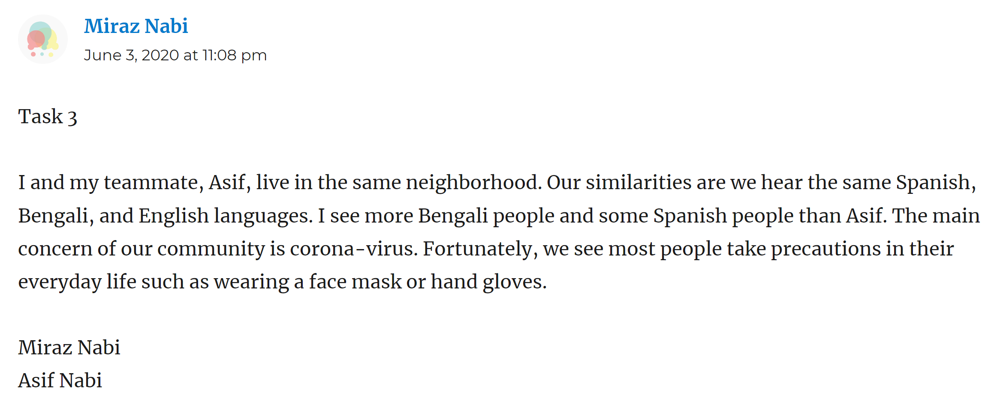 Miraz Nabi
June 3, 2020 at 11:08 pm
Task 3
I and my teammate, Asif, live in the same neighborhood. Our similarities are we hear the same Spanish,
Bengali, and English languages. I see more Bengali people and some Spanish people than Asif. The main
concern of our community is corona-virus. Fortunately, we see most people take precautions in their
everyday life such as wearing a face mask or hand gloves.
Miraz Nabi
Asif Nabi